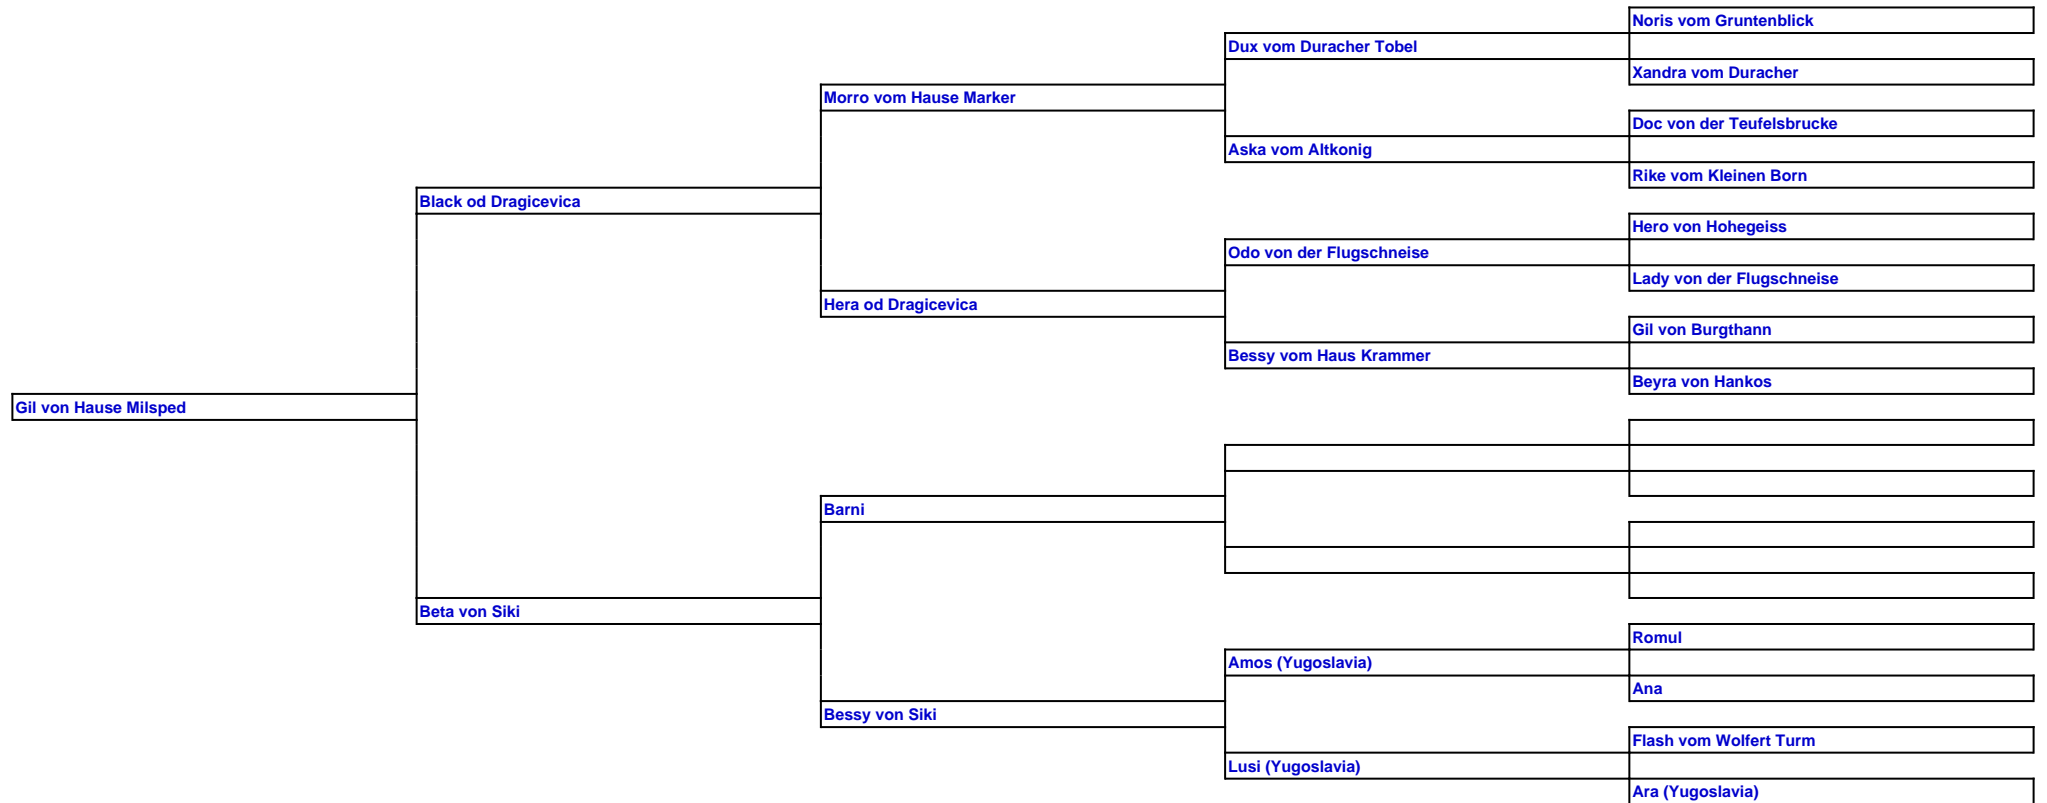 Noris vom Gruntenblick
Dux vom Duracher Tobel
Xandra vom Duracher
Morro vom Hause Marker
Doc von der Teufelsbrucke
Aska vom Altkonig
Rike vom Kleinen Born
Black od Dragicevica
Hero von Hohegeiss
Odo von der Flugschneise
Lady von der Flugschneise
Hera od Dragicevica
Gil von Burgthann
Bessy vom Haus Krammer
Beyra von Hankos
Gil von Hause Milsped
Barni
Beta von Siki
Romul
Amos (Yugoslavia)
Ana
Bessy von Siki
Flash vom Wolfert Turm
Lusi (Yugoslavia)
Ara (Yugoslavia)